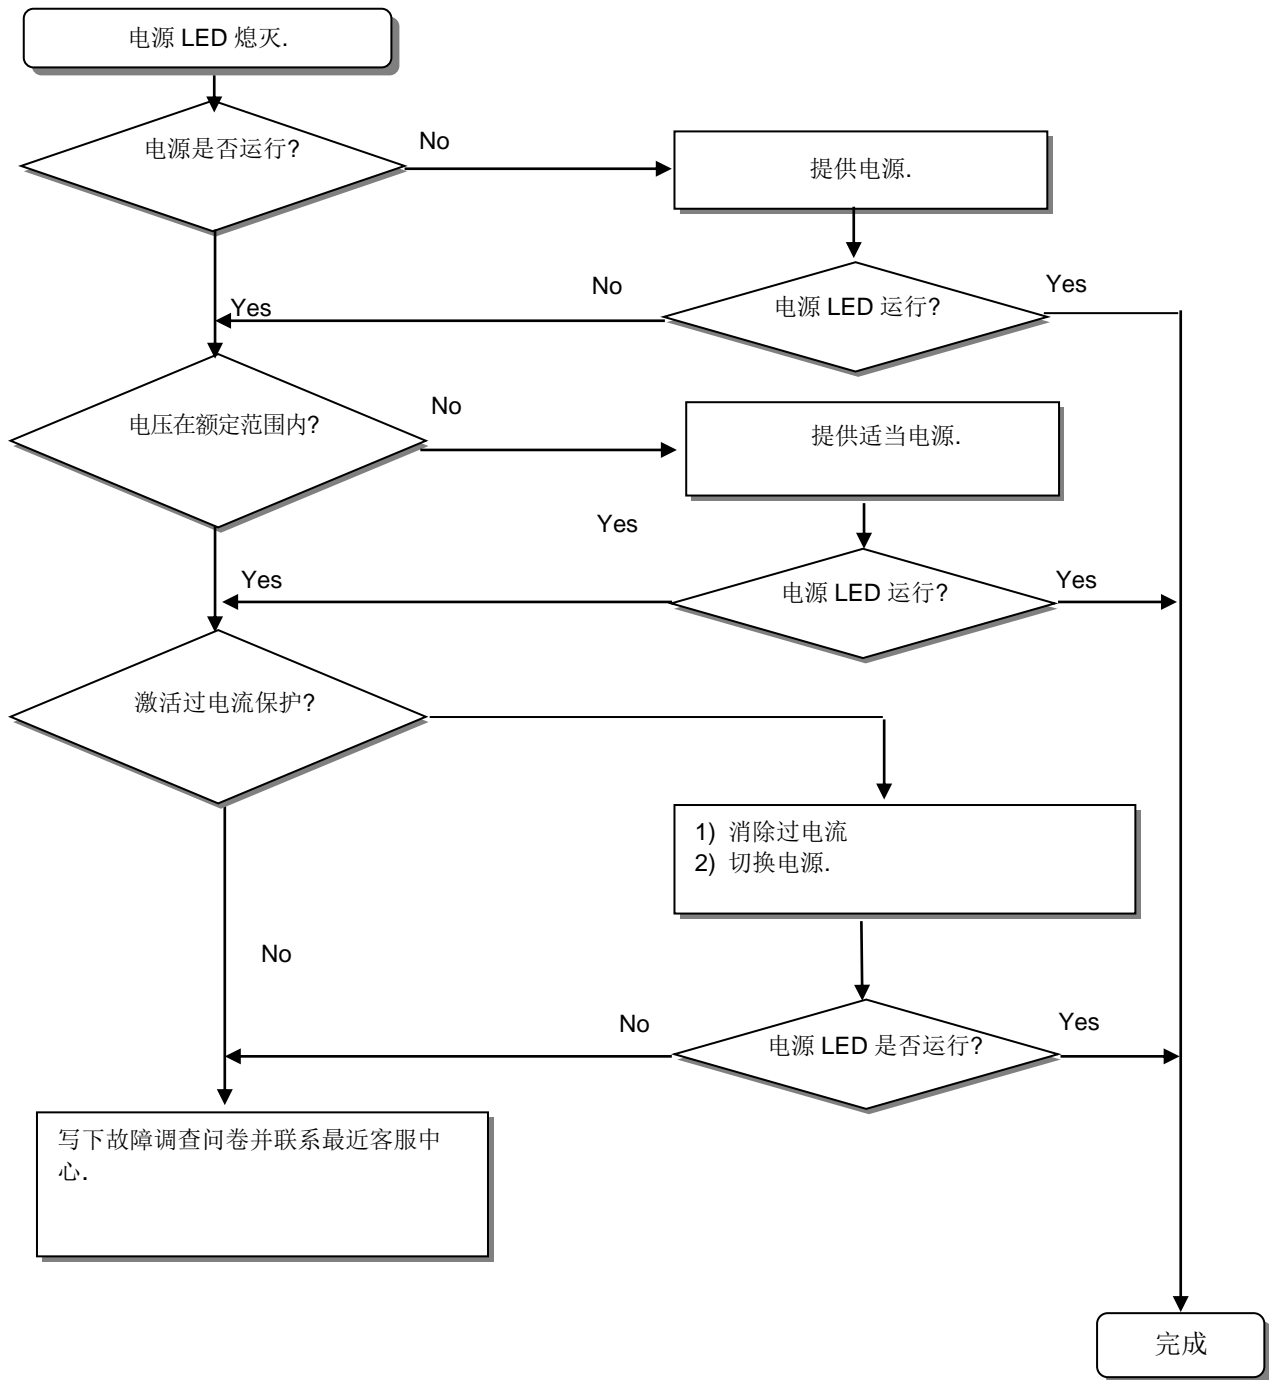 电源 LED 熄灭.
电源是否运行?
No
提供电源.
No
电源 LED 运行?
Yes
Yes
电压在额定范围内?
No
提供适当电源.
Yes
Yes
电源 LED 运行?
Yes
激活过电流保护?
1) 消除过电流
2) 切换电源.
No
No
电源 LED 是否运行?
Yes
写下故障调查问卷并联系最近客服中
心.
完成